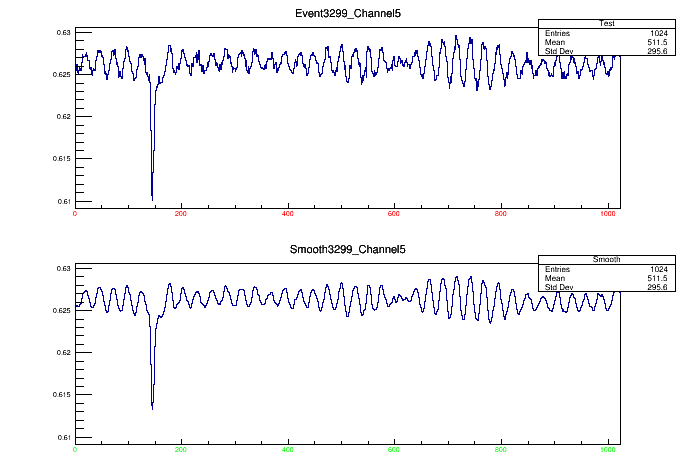 Event3299_Channel5
Test
Entries 1024
Mean 511.5
Std Dev 295.6
0.63
0.625
0.62
0.615
0.61
0 200 400 600 800 1000
Smooth3299_Channel5
Smooth
Entries 1024
Mean 511.5
Std Dev 295.6
0.63
0.625
0.62
0.615
0.61
0 200 400 600 800 1000